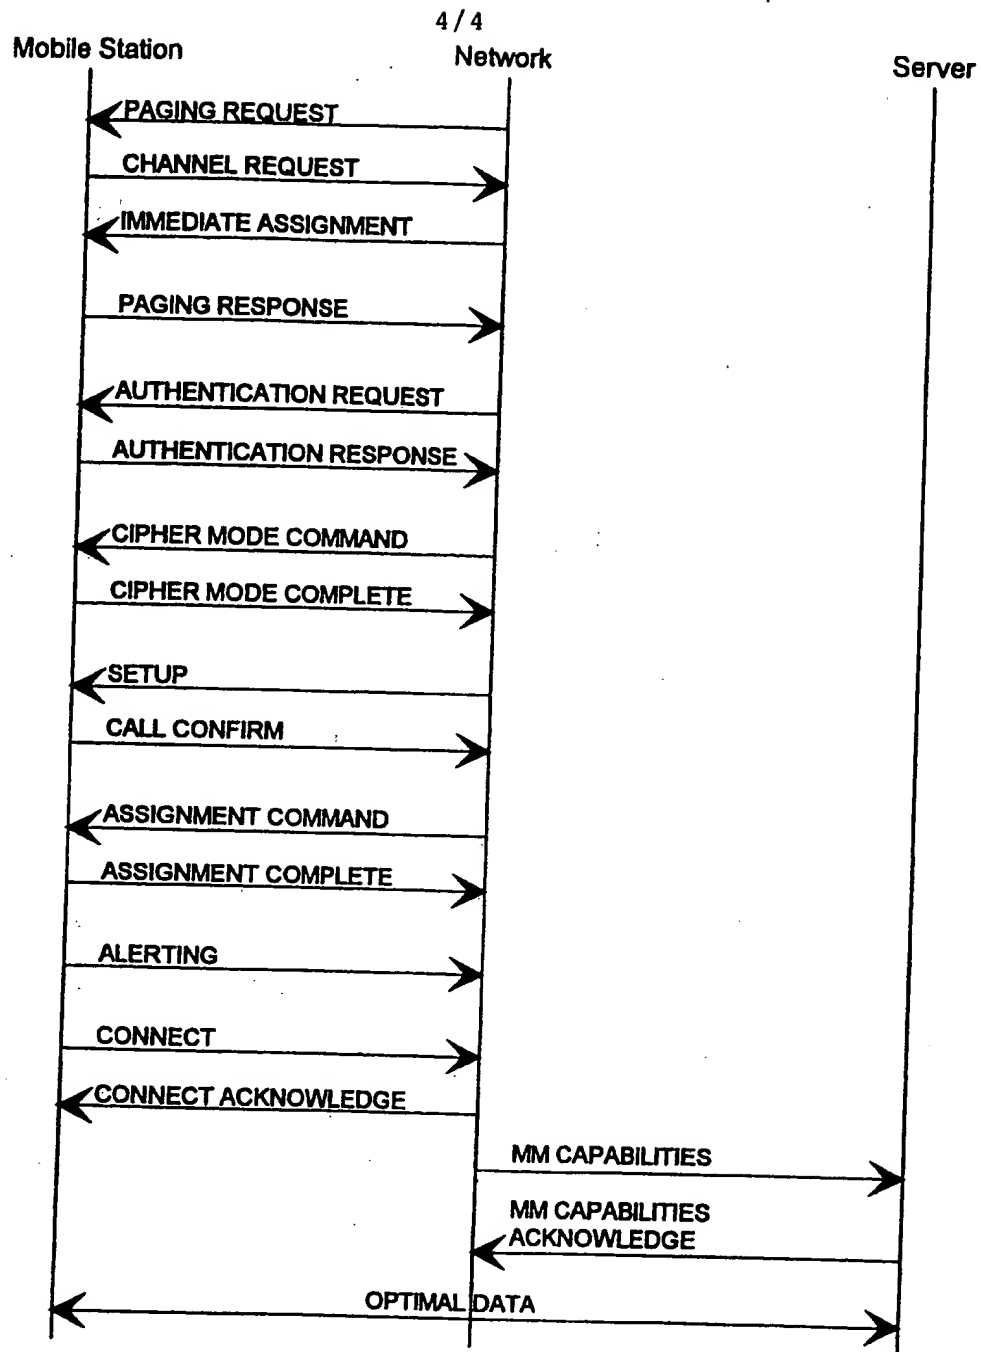 4/4
Mobile Station
Network
Server
PAGING REQUEST
CHANNEL REQUEST
IMMEDIATE ASSIGNMENT
PAGING RESPONSE
AUTHENTICATION REQUEST
AUTHENTICATION RESPONSE
CIPHER MODE COMMAND
CIPHER MODE COMPLETE
SETUP
CALL CONFIRM
ASSIGNMENT COMMAND
ASSIGNMENT COMPLETE
ALERTING
CONNECT
CONNECT ACKNOWLEDGE
MM CAPABILITIES
MM CAPABILITIES
ACKNOWLEDGE
OPTIMAL DATA